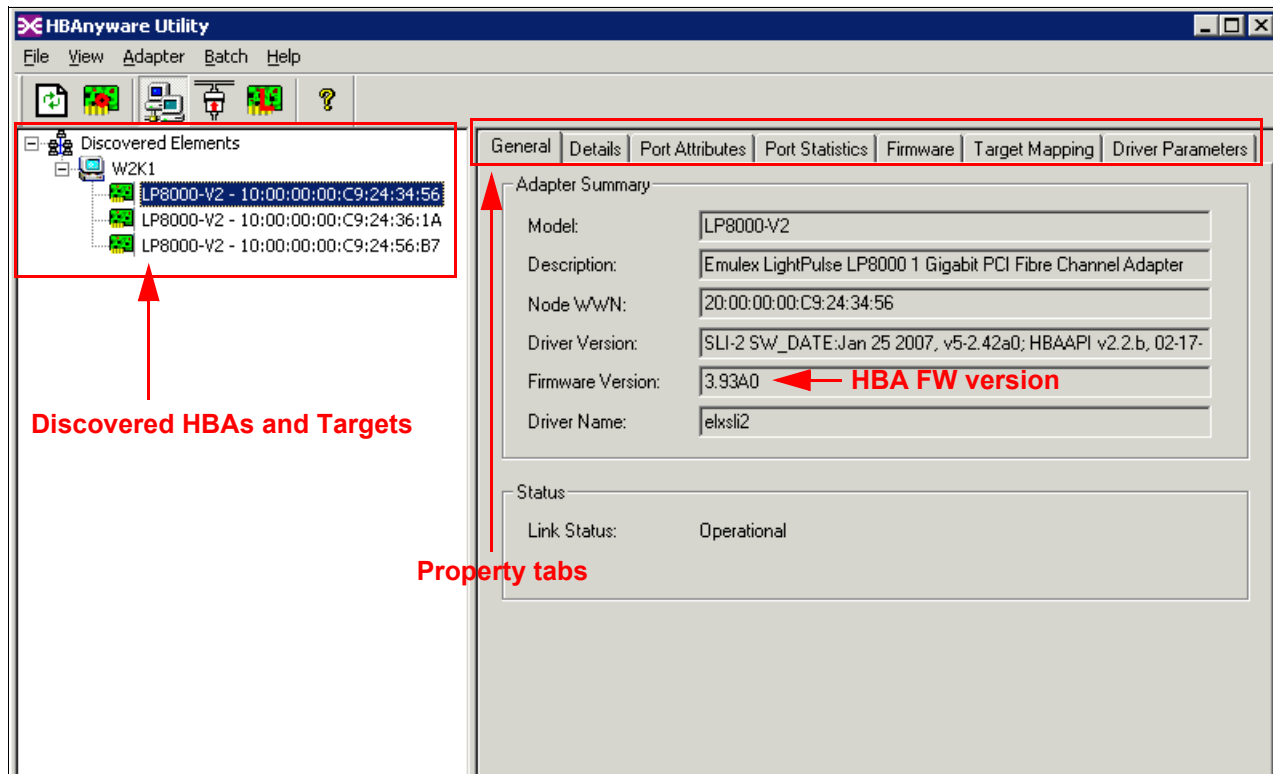 HBAnyware Utility
File View Adapter Batch Help
Discovered Elements
W2K1
LP8000-V2 - 10:00:00:00:C9:24:34:56
LP8000-V2 - 10:00:00:00:C9:24:36:1A
LP8000-V2 - 10:00:00:00:C9:24:56:B7
Discovered HBAs and Targets
General Details Port Attributes Port Statistics Firmware Target Mapping Driver Parameters
Adapter Summary
Model: LP8000-V2
Description: Emulex LightPulse LP8000 1 Gigabit PCI Fibre Channel Adapter
Node WWN: 20:00:00:00:C9:24:34:56
Driver Version: SLI-2 SW_DATE:Jan 25 2007, v5-2.42a0; HBAAPI v2.2.b, 02-17-
Firmware Version: 3.93A0 HBA FW version
Driver Name: elxsli2
Status
Link Status: Operational
Property tabs